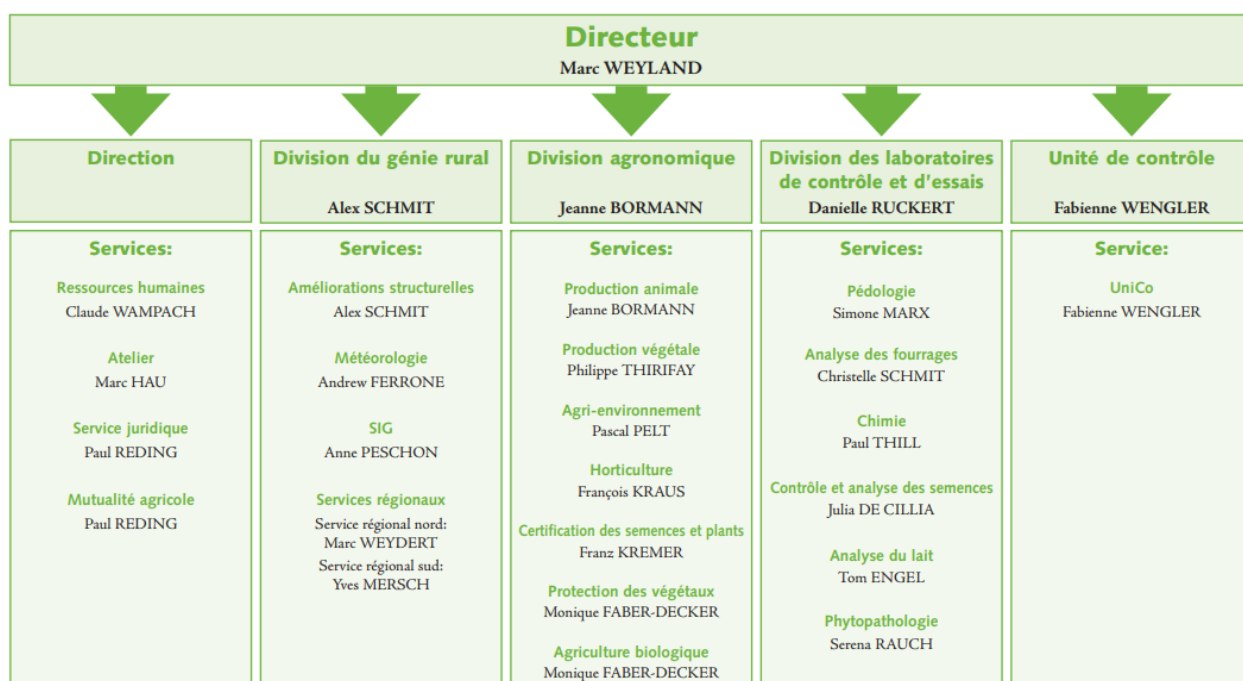 Directeur
Marc WEYLAND
Direction
Division du génie rural
Alex SCHMIT
Division agronomique
Jeanne BORMANN
Division des laboratoires
de contrôle et d'essais
Danielle RUCKERT
Unité de contrôle
Fabienne WENGLER
Services:
Ressources humaines
Claude WAMPACH
Atelier
Marc HAU
Service juridique
Paul REDING
Mutualité agricole
Paul REDING
Services:
Améliorations structurelles
Alex SCHMIT
Météorologie
Andrew FERRONE
SIG
Anne PESCHON
Services régionaux
Service régional nord:
Marc WEYDERT
Service régional sud:
Yves MERSCH
Services:
Production animale
Jeanne BORMANN
Production végétale
Philippe THIRIFAY
Agri-environnement
Pascal PELT
Horticulture
François KRAUS
Certification des semences et plants
Franz KREMER
Protection des végétaux
Monique FABER-DECKER
Agriculture biologique
Monique FABER-DECKER
Services:
Pédologie
Simone MARX
Analyse des fourrages
Christelle SCHMIT
Chimie
Paul THILL
Contrôle et analyse des semences
Julia DE CILLIA
Analyse du lait
Tom ENGEL
Phytopathologie
Serena RAUCH
Service:
UniCo
Fabienne WENGLER